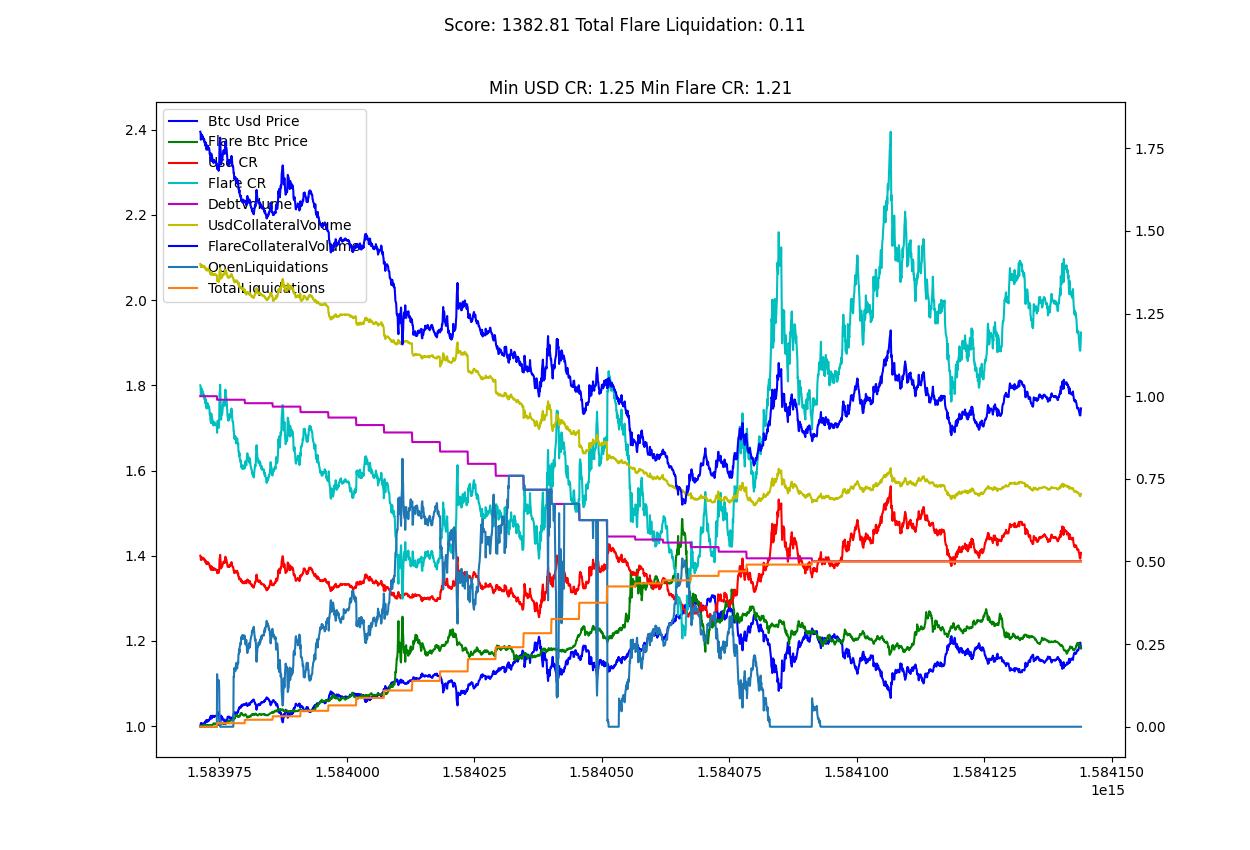 Score: 1382.81 Total Flare Liquidation: 0.11
Min USD CR: 1.25 Min Flare CR: 1.21
Btc Usd Price
Flare Btc Price
Usd CR
Flare CR
DebtVolume
UsdCollateralVolume
FlareCollateralVolume
OpenLiquidations
TotalLiquidations
2.4
2.2
2.0
1.8
1.6
1.4
1.2
1.0
1.75
1.50
1.25
1.00
0.75
0.50
0.25
0.00
1.583975
1.584000
1.584025
1.584050
1.584075
1.584100
1.584125
1.584150
1e15